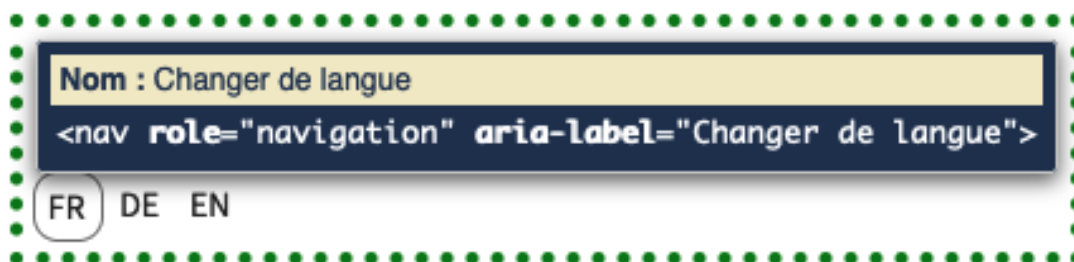 Nom : Changer de langue
<nav role="navigation" aria-label="Changer de langue">
FR DE EN